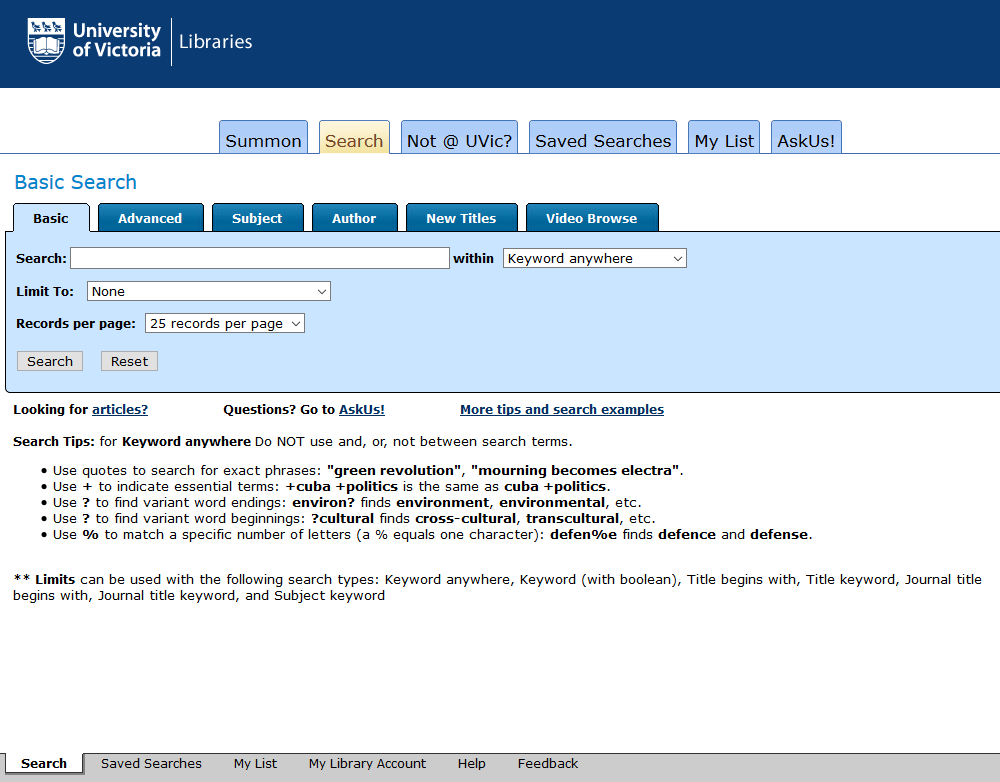 University
of Victoria
Libraries
Summon Search Not @ UVic? Saved Searches My List AskUs!
Basic Search
Basic Advanced Subject Author New Titles Video Browse
Search: within Keyword anywhere
Limit To: None
Records per page: 25 records per page
Search Reset
Looking for articles? Questions? Go to AskUs! More tips and search examples
Search Tips: for Keyword anywhere Do NOT use and, or, not between search terms.
• Use quotes to search for exact phrases: "green revolution", "mourning becomes electra".
• Use + to indicate essential terms: +cuba +politics is the same as cuba +politics.
• Use ? to find variant word endings: environ? finds environment, environmental, etc.
• Use ? to find variant word beginnings: ?cultural finds cross-cultural, transcultural, etc.
• Use % to match a specific number of letters (a % equals one character): defen%e finds defence and defense.
** Limits can be used with the following search types: Keyword anywhere, Keyword (with boolean), Title begins with, Title keyword, Journal title
begins with, Journal title keyword, and Subject keyword
Search Saved Searches My List My Library Account Help Feedback